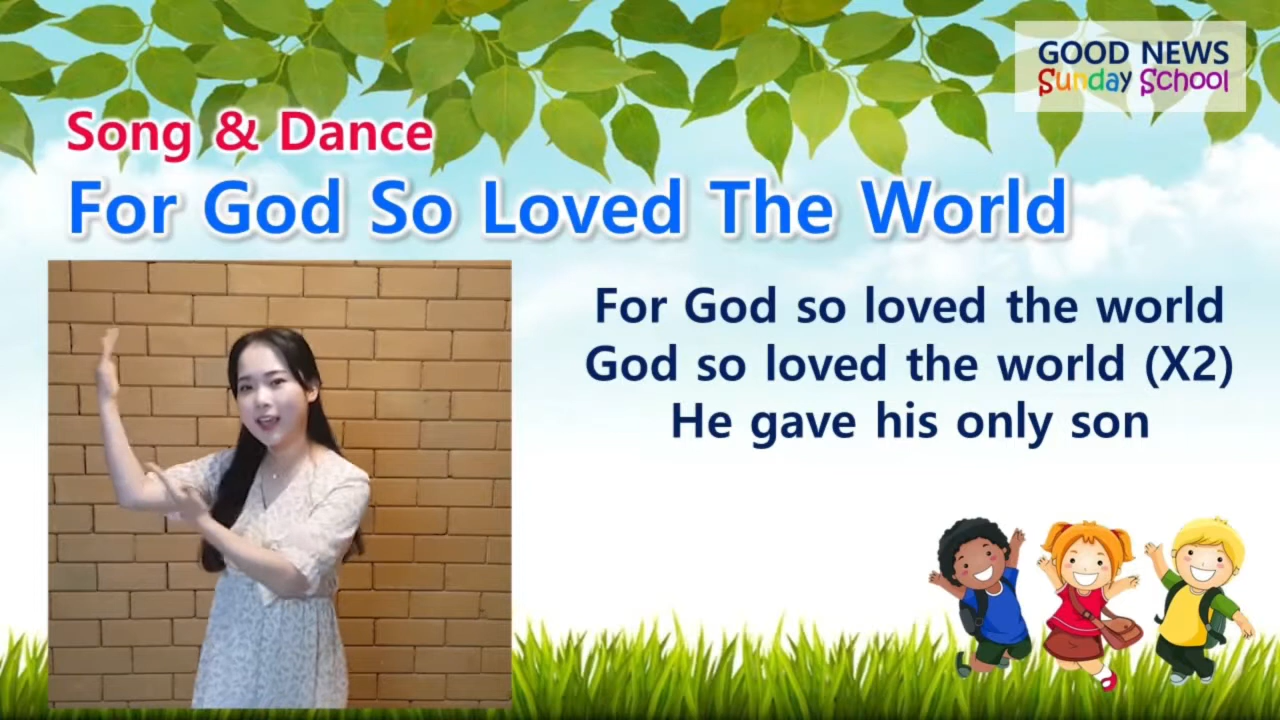 GOOD NEWS
Sunday School
Song & Dance
For God So Loved The World
For God so loved the world
God so loved the world (X2)
He gave his only son